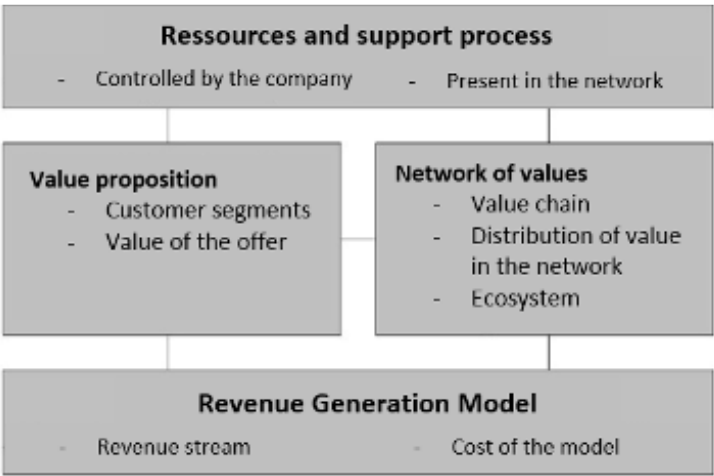 Ressources and support process
- Controlled by the company - Present in the network
Value proposition
- Customer segments
- Value of the offer
Network of values
- Value chain
- Distribution of value
in the network
- Ecosystem
Revenue Generation Model
- Revenue stream - Cost of the model